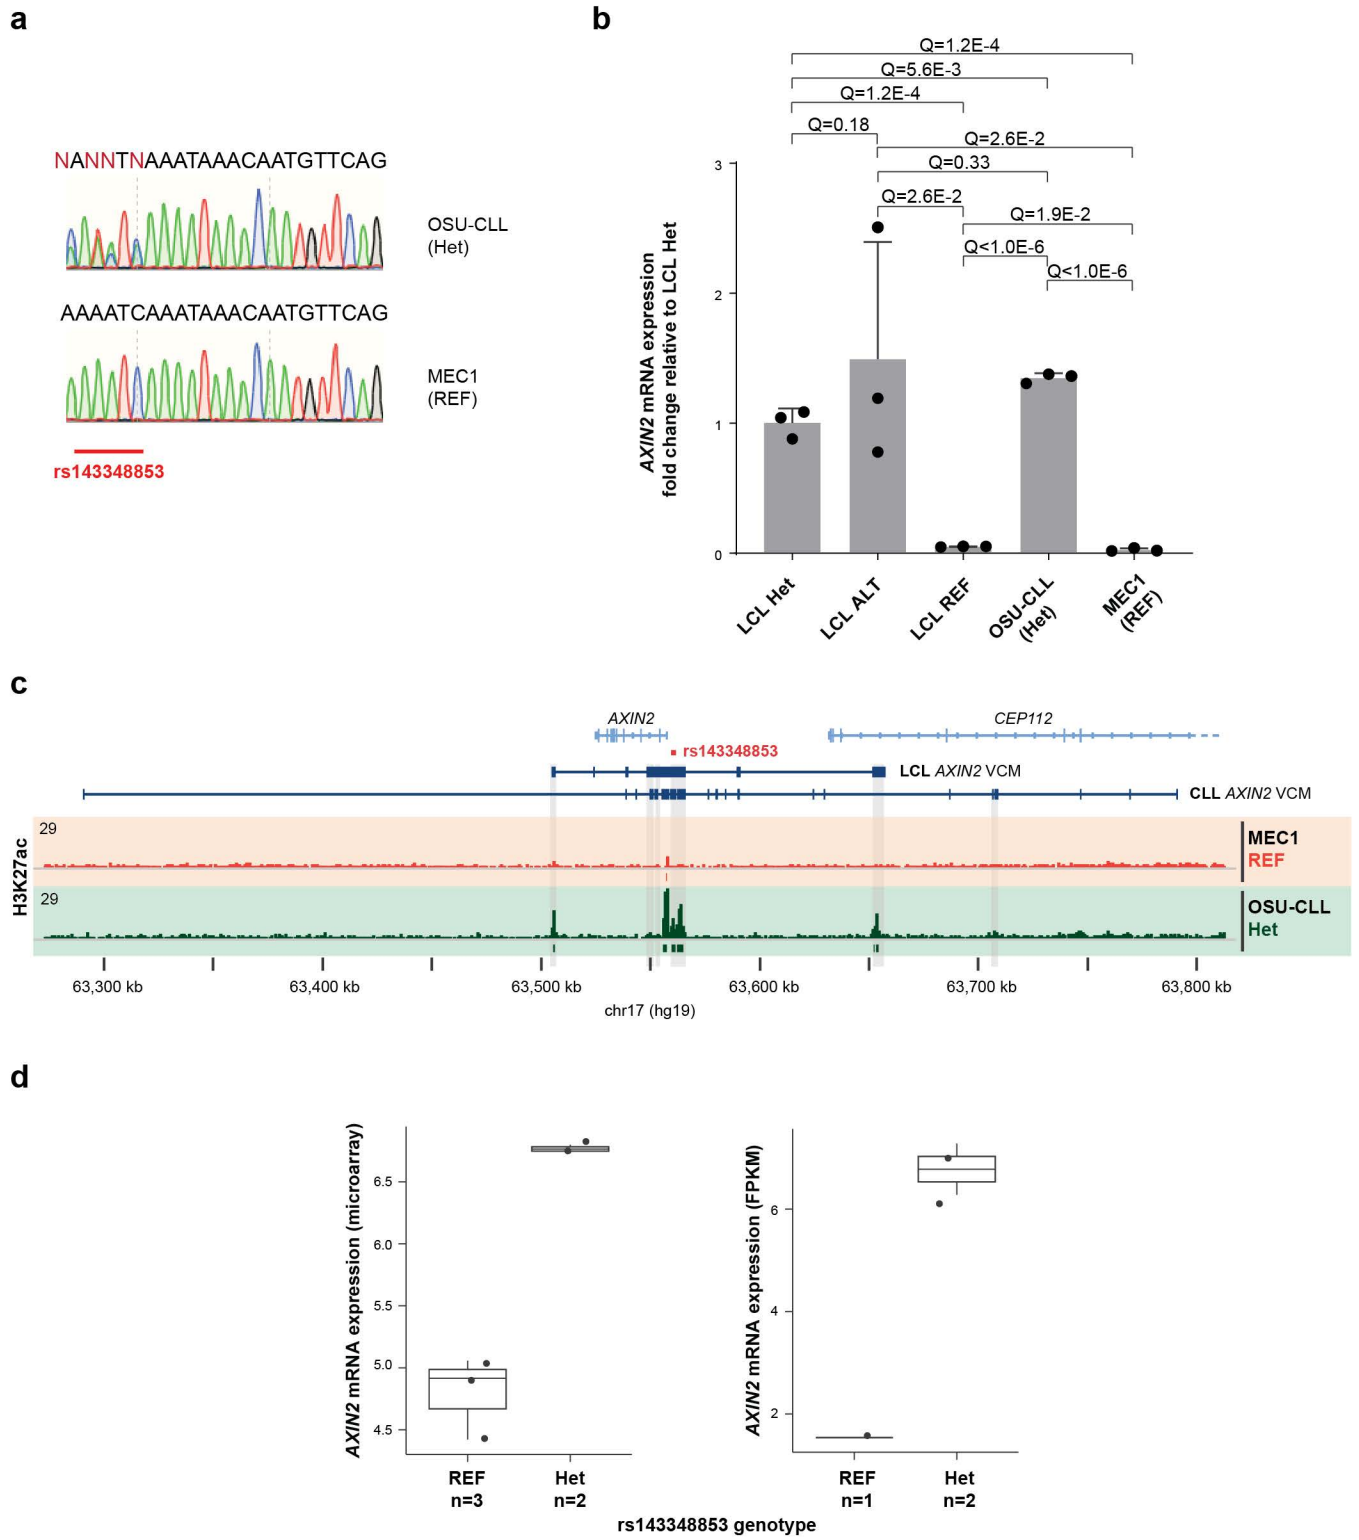 a
NANNTNAAATAAACAATGTTCAG
OSU-CLL
(Het)
AAAATCAAATAAACAATGTTCAG
MEC1
(REF)
rs143348853
b
Q=1.2E-4
Q=5.6E-3
Q=1.2E-4
Q=0.18
Q=2.6E-2
Q=0.33
Q=2.6E-2
Q=1.9E-2
Q<1.0E-6
Q<1.0E-6
AXIN2 mRNA expression
fold change relative to LCL Het
3
2
1
0
LCL Het
LCL ALT
LCL REF
OSU-CLL
(Het)
MEC1
(REF)
c
AXIN2
CEP112
rs143348853
LCL AXIN2 VCM
CLL AXIN2 VCM
H3K27ac
29
MEC1
REF
29
OSU-CLL
Het
63,300 kb
63,400 kb
63,500 kb
63,600 kb
63,700 kb
63,800 kb
chr17 (hg19)
d
AXIN2 mRNA expression (microarray)
6.5
6.0
5.5
5.0
4.5
REF
n=3
Het
n=2
AXIN2 mRNA expression (FPKM)
6
4
2
REF
n=1
Het
n=2
rs143348853 genotype